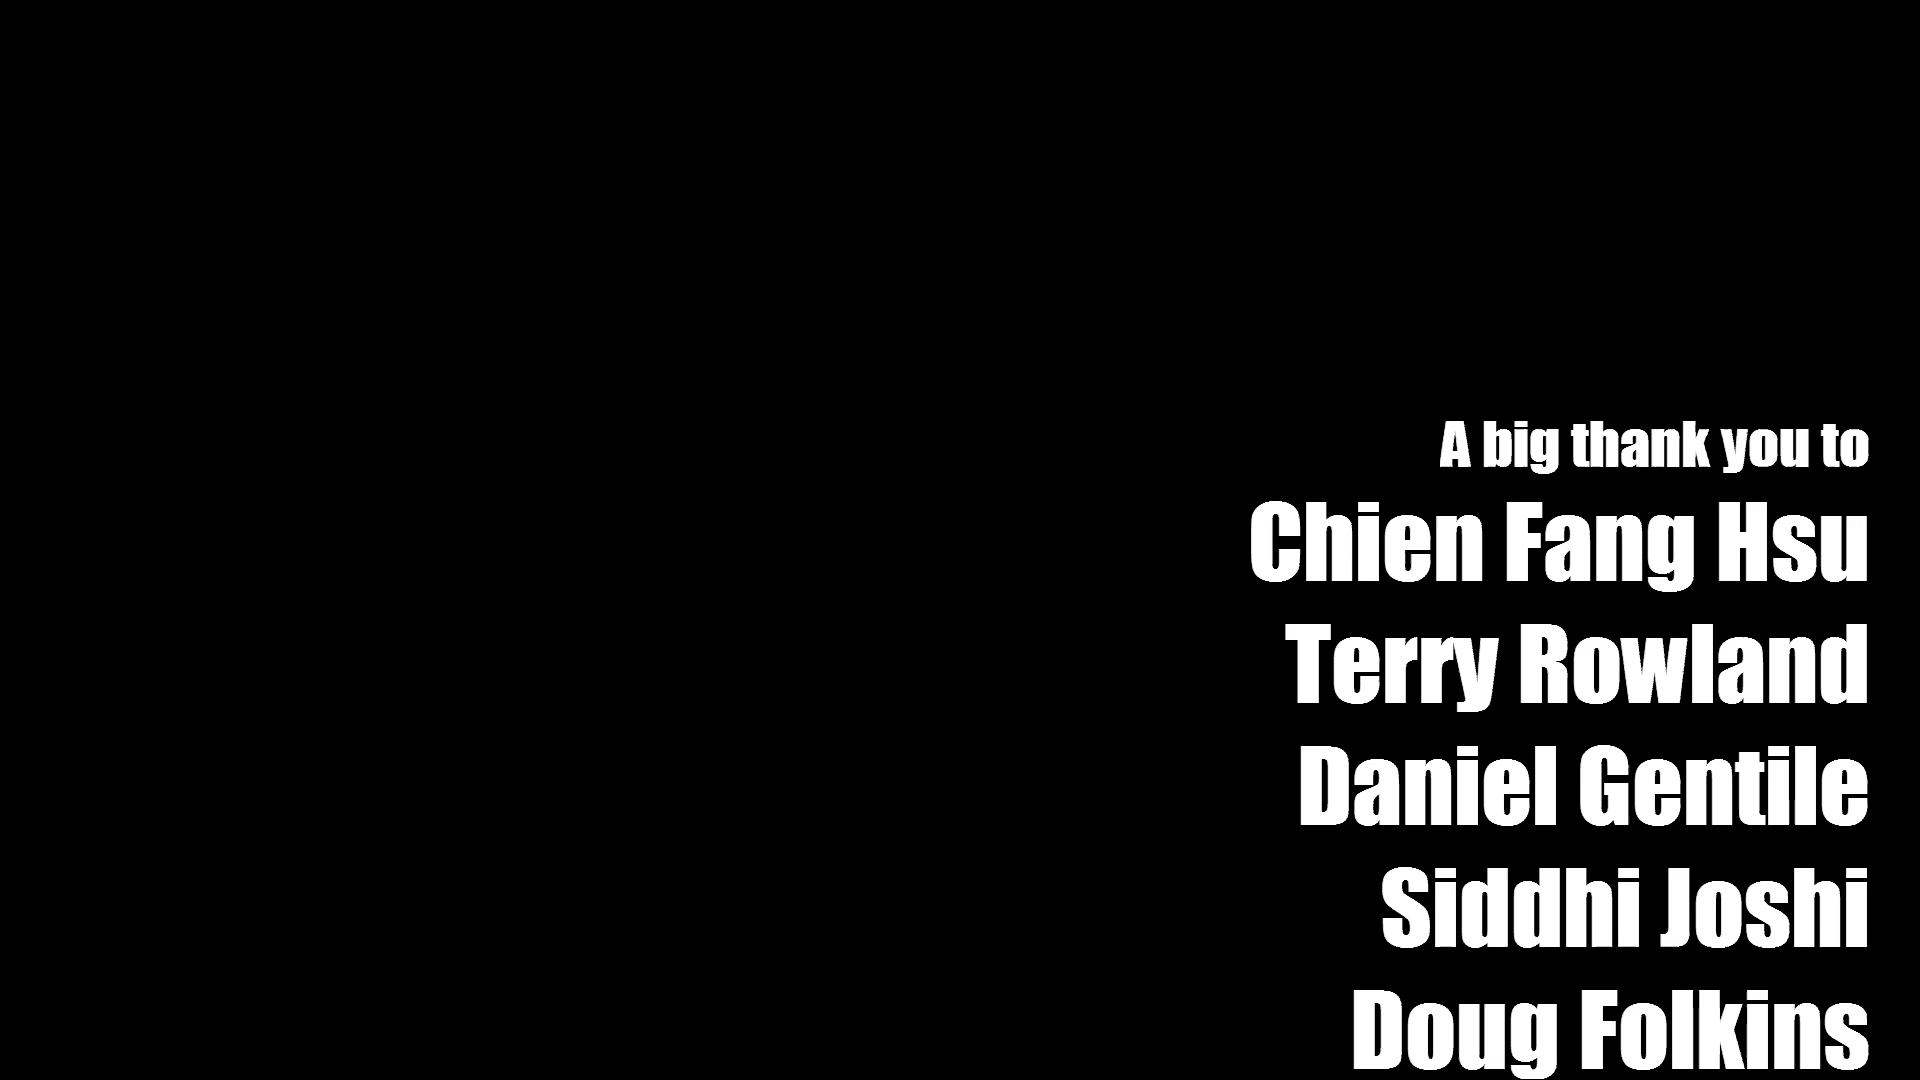 A big thank you to
Chien Fang Hsu
Terry Rowland
Daniel Gentile
Siddhi Joshi
Doug Folkins